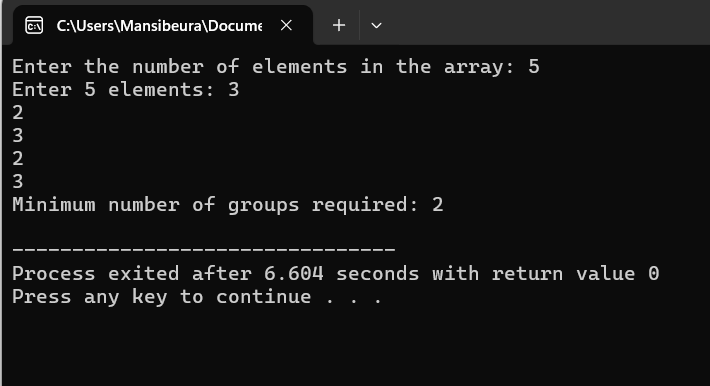 C:\Users\Mansibeura\Docume
Enter the number of elements in the array: 5
Enter 5 elements: 3
2
3
2
3
Minimum number of groups required: 2
--------------------------------
Process exited after 6.604 seconds with return value 0
Press any key to continue . . .